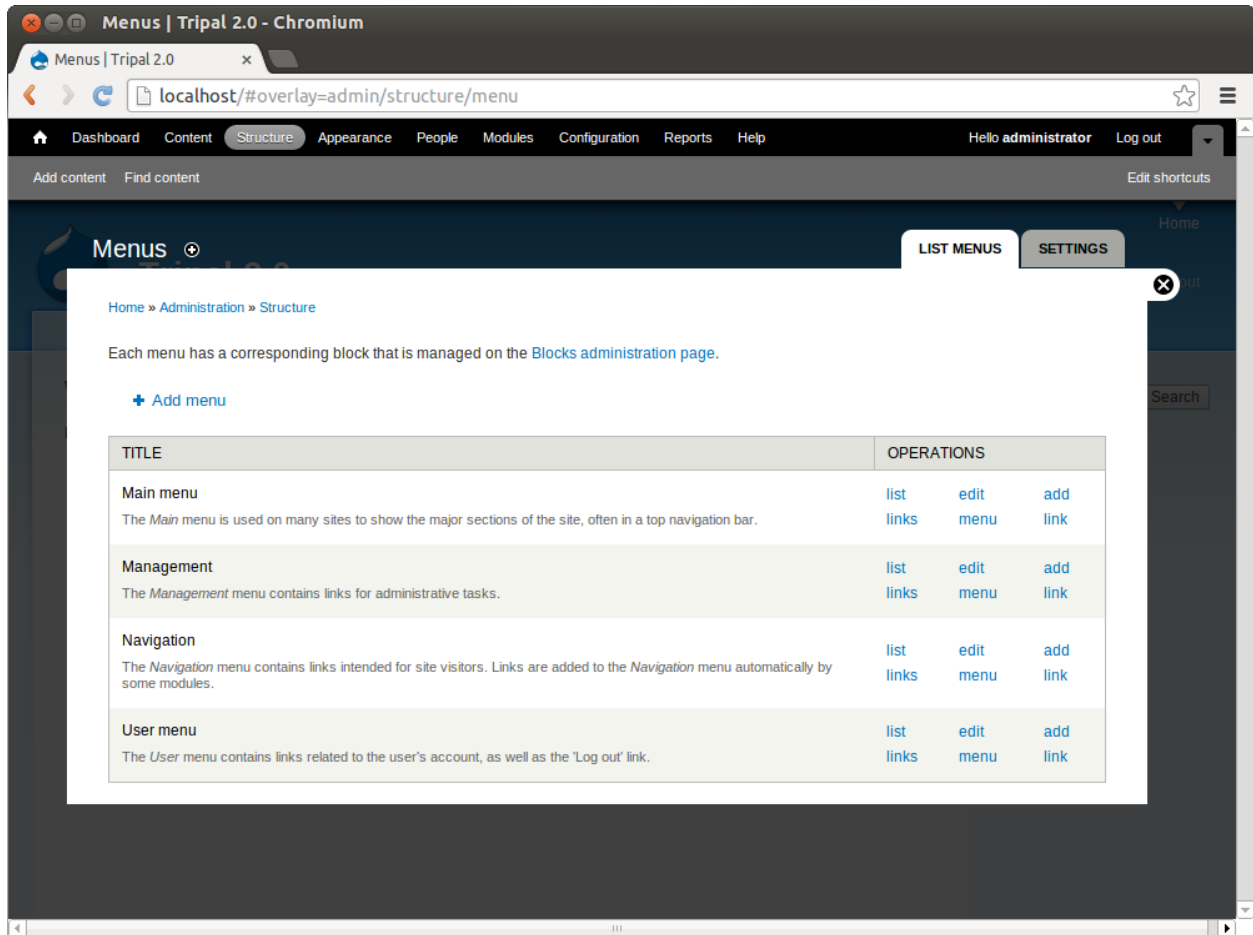 Menus | Tripal 2.0 - Chromium
Menus | Tripal 2.0 ×
localhost/#overlay=admin/structure/menu
Dashboard Content Structure Appearance People Modules Configuration Reports Help Hello administrator Log out
Add content Find content Edit shortcuts
Home
Menus LIST MENUS SETTINGS
Tripal 2.0
Home » Administration » Structure
Each menu has a corresponding block that is managed on the Blocks administration page.
+ Add menu
Search
TITLE OPERATIONS
Main menu
The Main menu is used on many sites to show the major sections of the site, often in a top navigation bar.
list edit add
links menu link
Management
The Management menu contains links for administrative tasks.
list edit add
links menu link
Navigation
The Navigation menu contains links intended for site visitors. Links are added to the Navigation menu automatically by
some modules.
list edit add
links menu link
User menu
The User menu contains links related to the user's account, as well as the 'Log out' link.
list edit add
links menu link